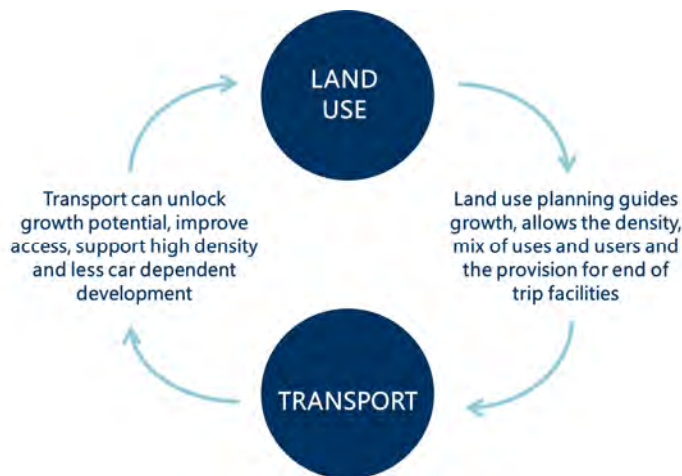 LAND
USE
Transport can unlock
growth potential, improve
access, support high density
and less car dependent
development
Land use planning guides
growth, allows the density,
mix of uses and users and
the provision for end of
trip facilities
TRANSPORT